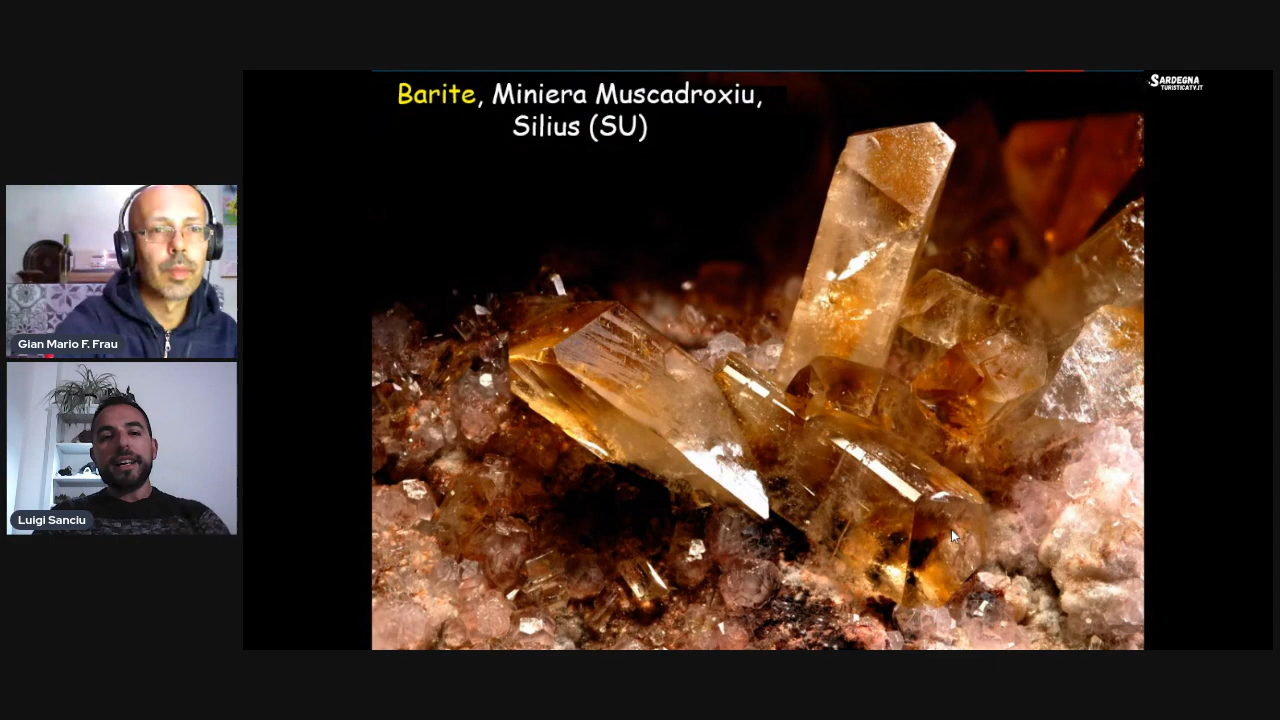 Barite, Miniera Muscadroxiu,
Silius (SU)
SARDEGNA
TURISTICATV.IT
Gian Mario F. Frau
Luigi Sanciu